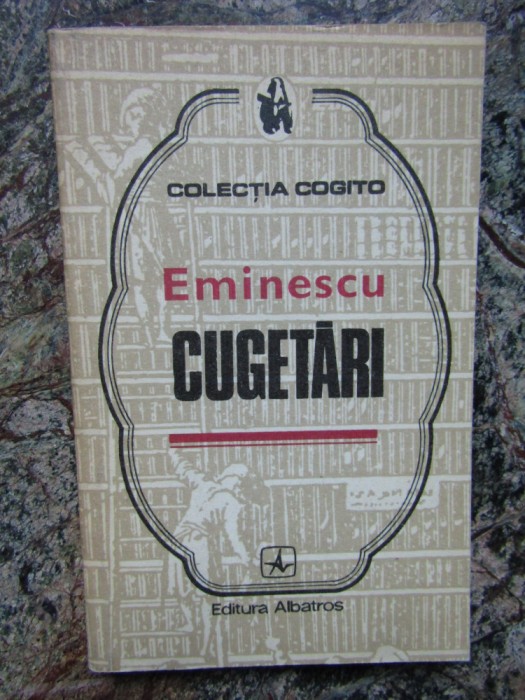 COLECȚIA COGITO
Eminescu
CUGETĂRI
Editura Albatros